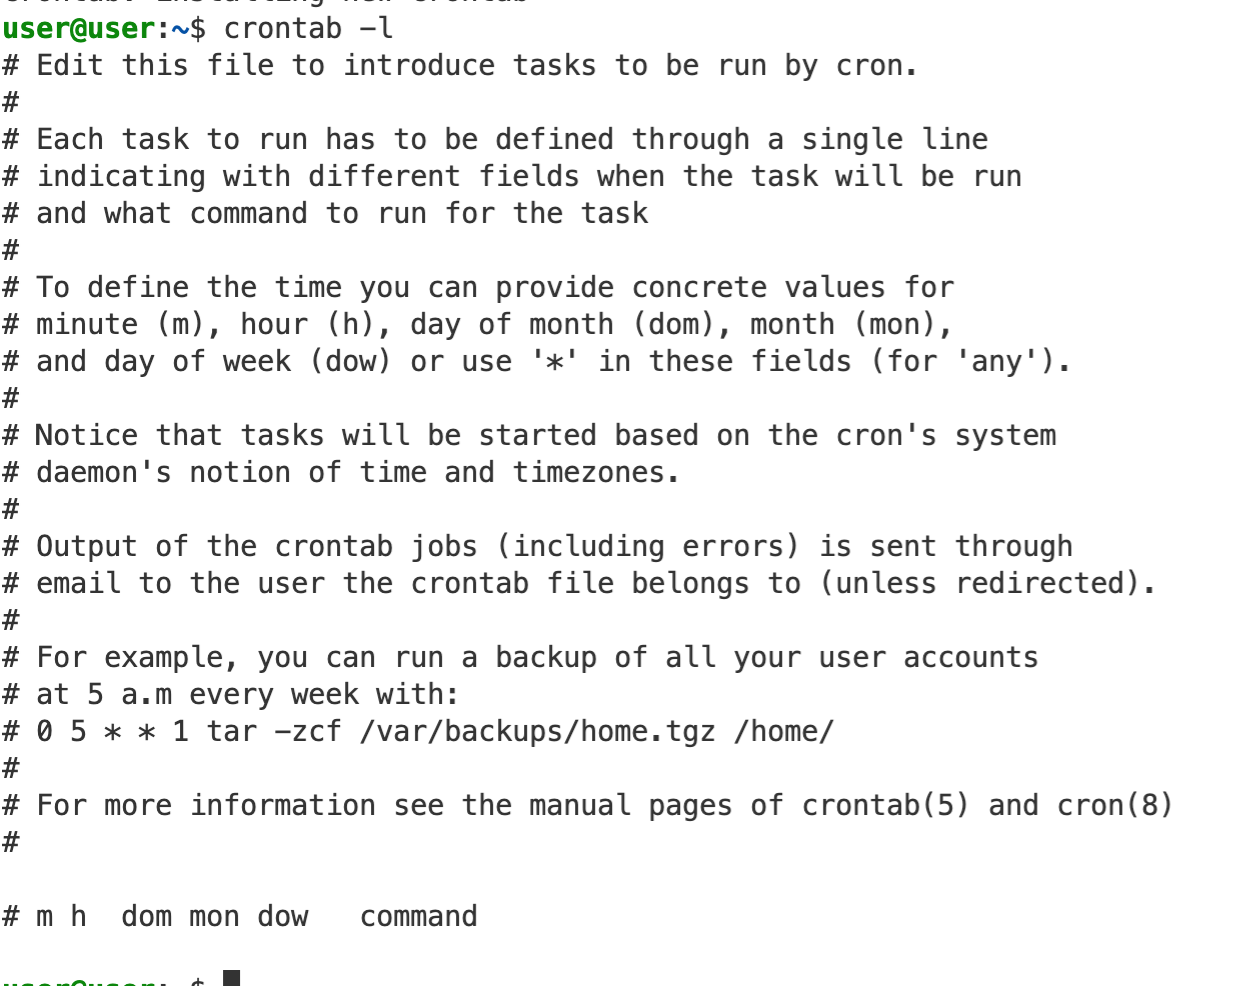 crontab: installing new crontab
user@user:~$ crontab -l
# Edit this file to introduce tasks to be run by cron.
#
# Each task to run has to be defined through a single line
# indicating with different fields when the task will be run
# and what command to run for the task
#
# To define the time you can provide concrete values for
# minute (m), hour (h), day of month (dom), month (mon),
# and day of week (dow) or use '*' in these fields (for 'any').
#
# Notice that tasks will be started based on the cron's system
# daemon's notion of time and timezones.
#
# Output of the crontab jobs (including errors) is sent through
# email to the user the crontab file belongs to (unless redirected).
#
# For example, you can run a backup of all your user accounts
# at 5 a.m every week with:
# 0 5 * * 1 tar -zcf /var/backups/home.tgz /home/
#
# For more information see the manual pages of crontab(5) and cron(8)
#
# m h  dom mon dow   command
user@user:~$